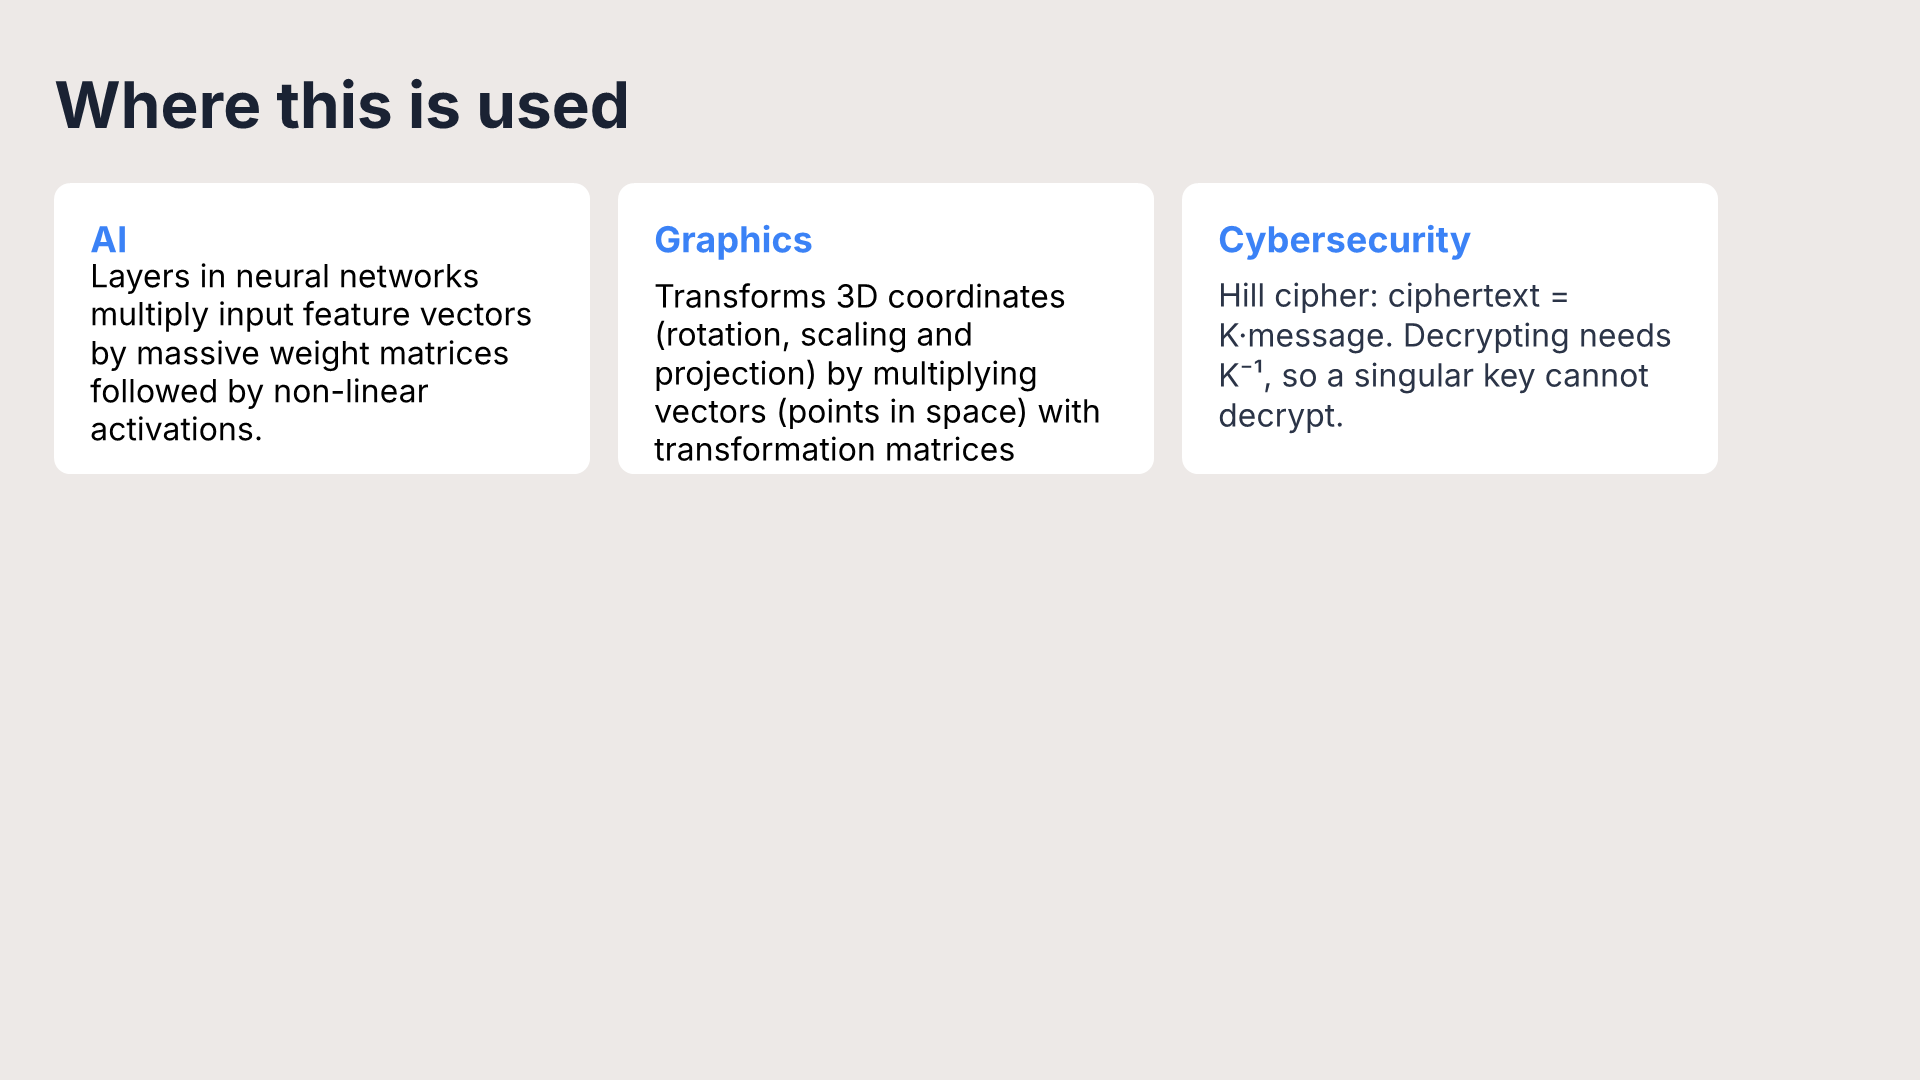 Where this is used
AI
Layers in neural networks
multiply input feature vectors
by massive weight matrices
followed by non-linear
activations.
Graphics
Transforms 3D coordinates
(rotation, scaling and
projection) by multiplying
vectors (points in space) with
transformation matrices
Cybersecurity
Hill cipher: ciphertext =
K·message. Decrypting needs
K⁻¹, so a singular key cannot
decrypt.